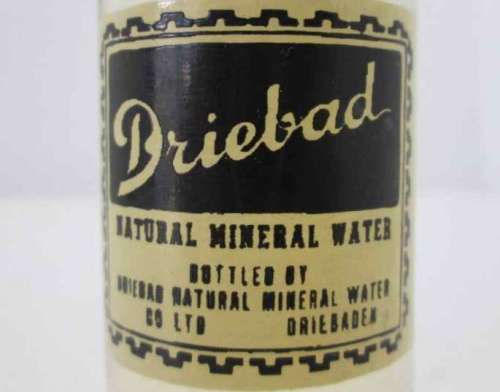 Driebad
NATURAL MINERAL WATER
BOTTLED BY
DRIEBAD NATURAL MINERAL WATER
CO LTD DRIEBADEN